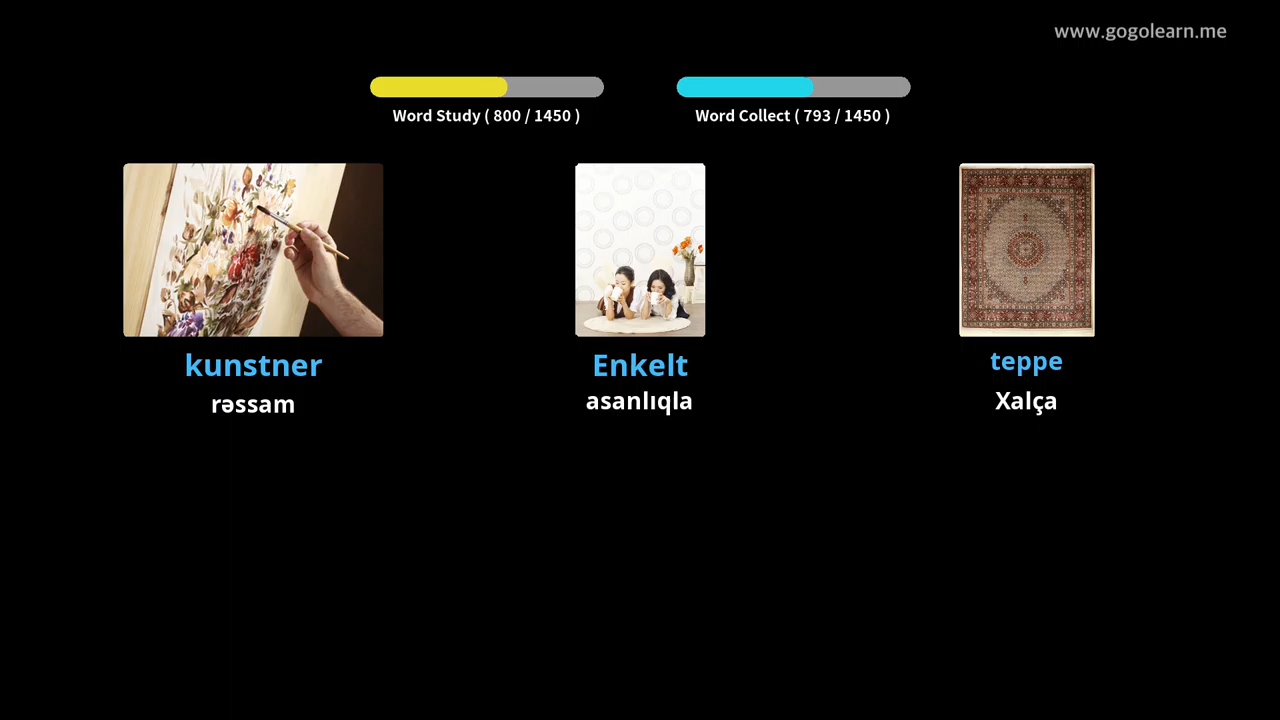 www.gogolearn.me
Word Study ( 800 / 1450 )
Word Collect ( 793 / 1450 )
kunstner
rəssam
Enkelt
asanlıqla
teppe
Xalça